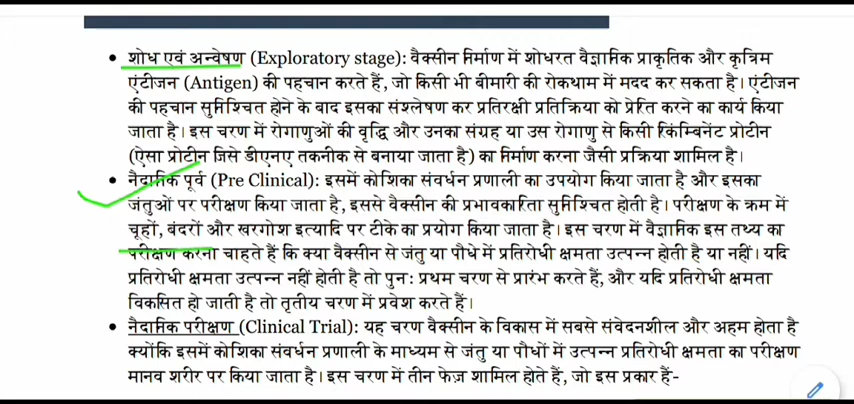 • शोध एवं अन्वेषण (Exploratory stage): वैक्सीन निर्माण में शोधरत वैज्ञानिक प्राकृतिक और कृत्रिम
एंटीजन (Antigen) की पहचान करते हैं, जो किसी भी बीमारी की रोकथाम में मदद कर सकता है। एंटीजन
की पहचान सुनिश्चित होने के बाद इसका संश्लेषण कर प्रतिरक्षी प्रतिक्रिया को प्रेरित करने का कार्य किया
जाता है। इस चरण में रोगाणुओं की वृद्धि और उनका संग्रह या उस रोगाणु से किसी रिकंम्बिनेंट प्रोटीन
(ऐसा प्रोटीन जिसे डीएनए तकनीक से बनाया जाता है) का निर्माण करना जैसी प्रक्रिया शामिल है।
• नैदानिक पूर्व (Pre Clinical): इसमें कोशिका संवर्धन प्रणाली का उपयोग किया जाता है और इसका
जंतुओं पर परीक्षण किया जाता है, इससे वैक्सीन की प्रभावकारिता सुनिश्चित होती है। परीक्षण के क्रम में
चूहों, बंदरों और खरगोश इत्यादि पर टीके का प्रयोग किया जाता है। इस चरण में वैज्ञानिक इस तथ्य का
परीक्षण करना चाहते हैं कि क्या वैक्सीन से जंतु या पौधे में प्रतिरोधी क्षमता उत्पन्न होती है या नहीं। यदि
प्रतिरोधी क्षमता उत्पन्न नहीं होती है तो पुनः प्रथम चरण से प्रारंभ करते हैं, और यदि प्रतिरोधी क्षमता
विकसित हो जाती है तो तृतीय चरण में प्रवेश करते हैं।
• नैदानिक परीक्षण (Clinical Trial): यह चरण वैक्सीन के विकास में सबसे संवेदनशील और अहम होता है
क्योंकि इसमें कोशिका संवर्धन प्रणाली के माध्यम से जंतु या पौधों में उत्पन्न प्रतिरोधी क्षमता का परीक्षण
मानव शरीर पर किया जाता है। इस चरण में तीन फेज़ शामिल होते हैं, जो इस प्रकार हैं-